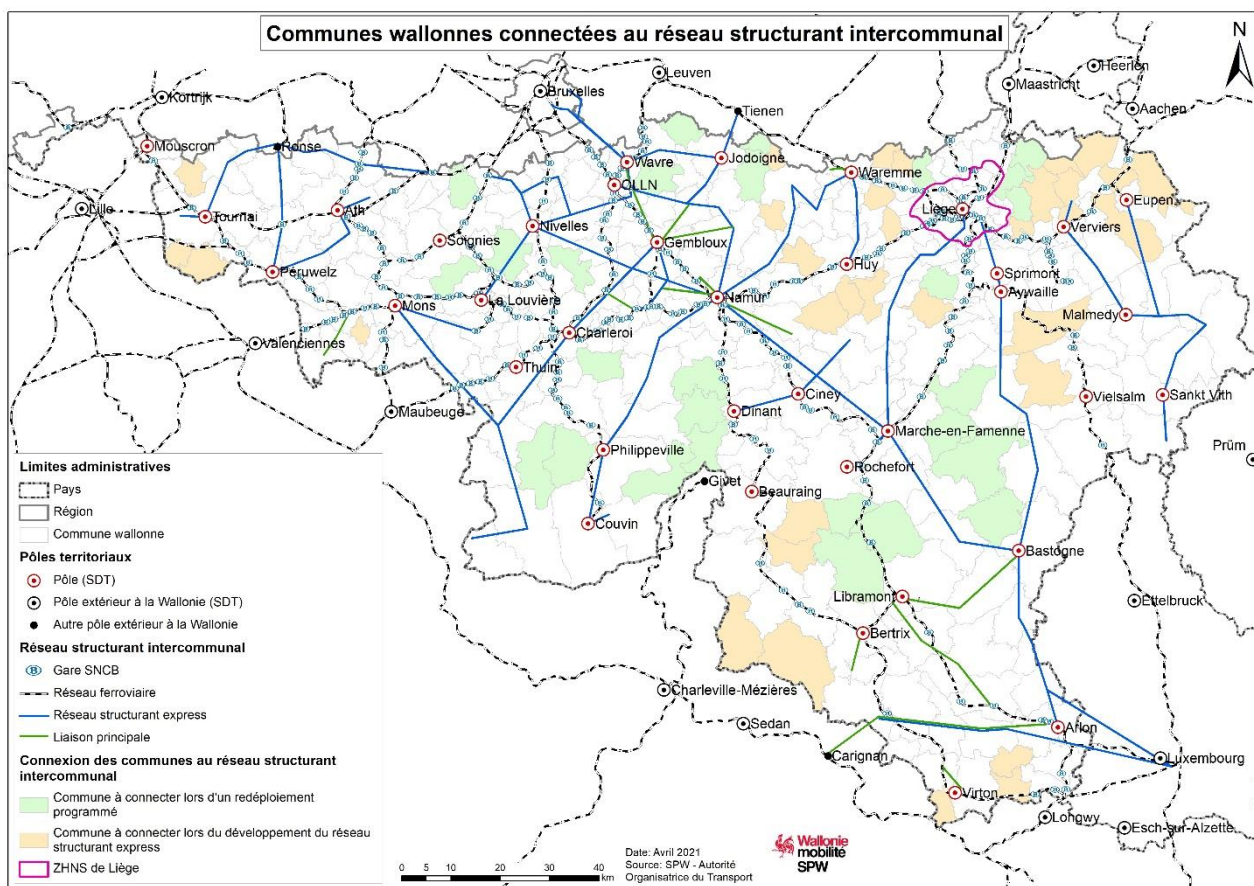 Communes wallonnes connectées au réseau structurant intercommunal
N
Heerlen
Leuven
Maastricht
Bruxelles
Kortrijk
Aachen
Tienen
Mouscron
Ronse
Wavre
Jodoigne
Waremme
OLLN
Lille
Tournai
Ath
Liège
Eupen
Nivelles
Verviers
Soignies
Gembloux
Péruwelz
Huy
Sprimont
Mons
La Louvière
Namur
Aywaille
Malmedy
Charleroi
Valenciennes
Thuin
Ciney
Vielsalm
Sankt Vith
Maubeuge
Dinant
Marche-en-Famenne
Prüm
Philippeville
Rochefort
Givet
Beauraing
Couvin
Bastogne
Libramont
Ettelbruck
Bertrix
Charleville-Mézières
Sedan
Arlon
Carignan
Luxembourg
Virton
Longwy
Esch-sur-Alzette
Limites administratives
Pays
Région
Commune wallonne
Pôles territoriaux
Pôle (SDT)
Pôle extérieur à la Wallonie (SDT)
Autre pôle extérieur à la Wallonie
Réseau structurant intercommunal
B Gare SNCB
Réseau ferroviaire
Réseau structurant express
Liaison principale
Connexion des communes au réseau structurant
intercommunal
Commune à connecter lors d'un redéploiement
programmé
Commune à connecter lors du développement du réseau
structurant express
ZHNS de Liège
0 5 10 20 30 40
km
Date: Avril 2021
Source: SPW - Autorité
Organisatrice du Transport
Wallonie
mobilité
SPW